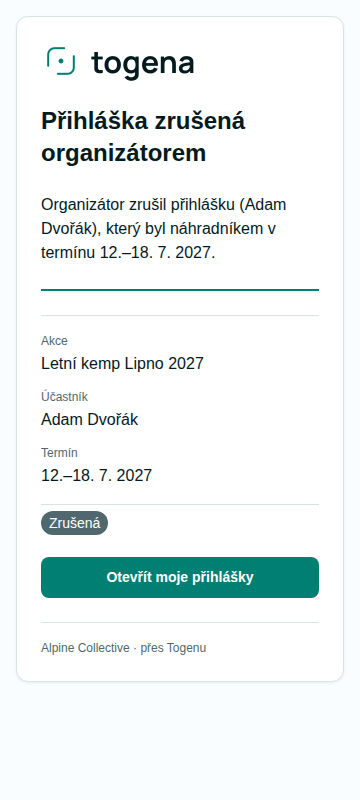 togena
Přihláška zrušená
organizátorem
Organizátor zrušil přihlášku (Adam
Dvořák), který byl náhradníkem v
termínu 12.–18. 7. 2027.
Akce
Letní kemp Lipno 2027
Účastník
Adam Dvořák
Termín
12.–18. 7. 2027
Zrušená
Otevřít moje přihlášky
Alpine Collective · přes Togenu